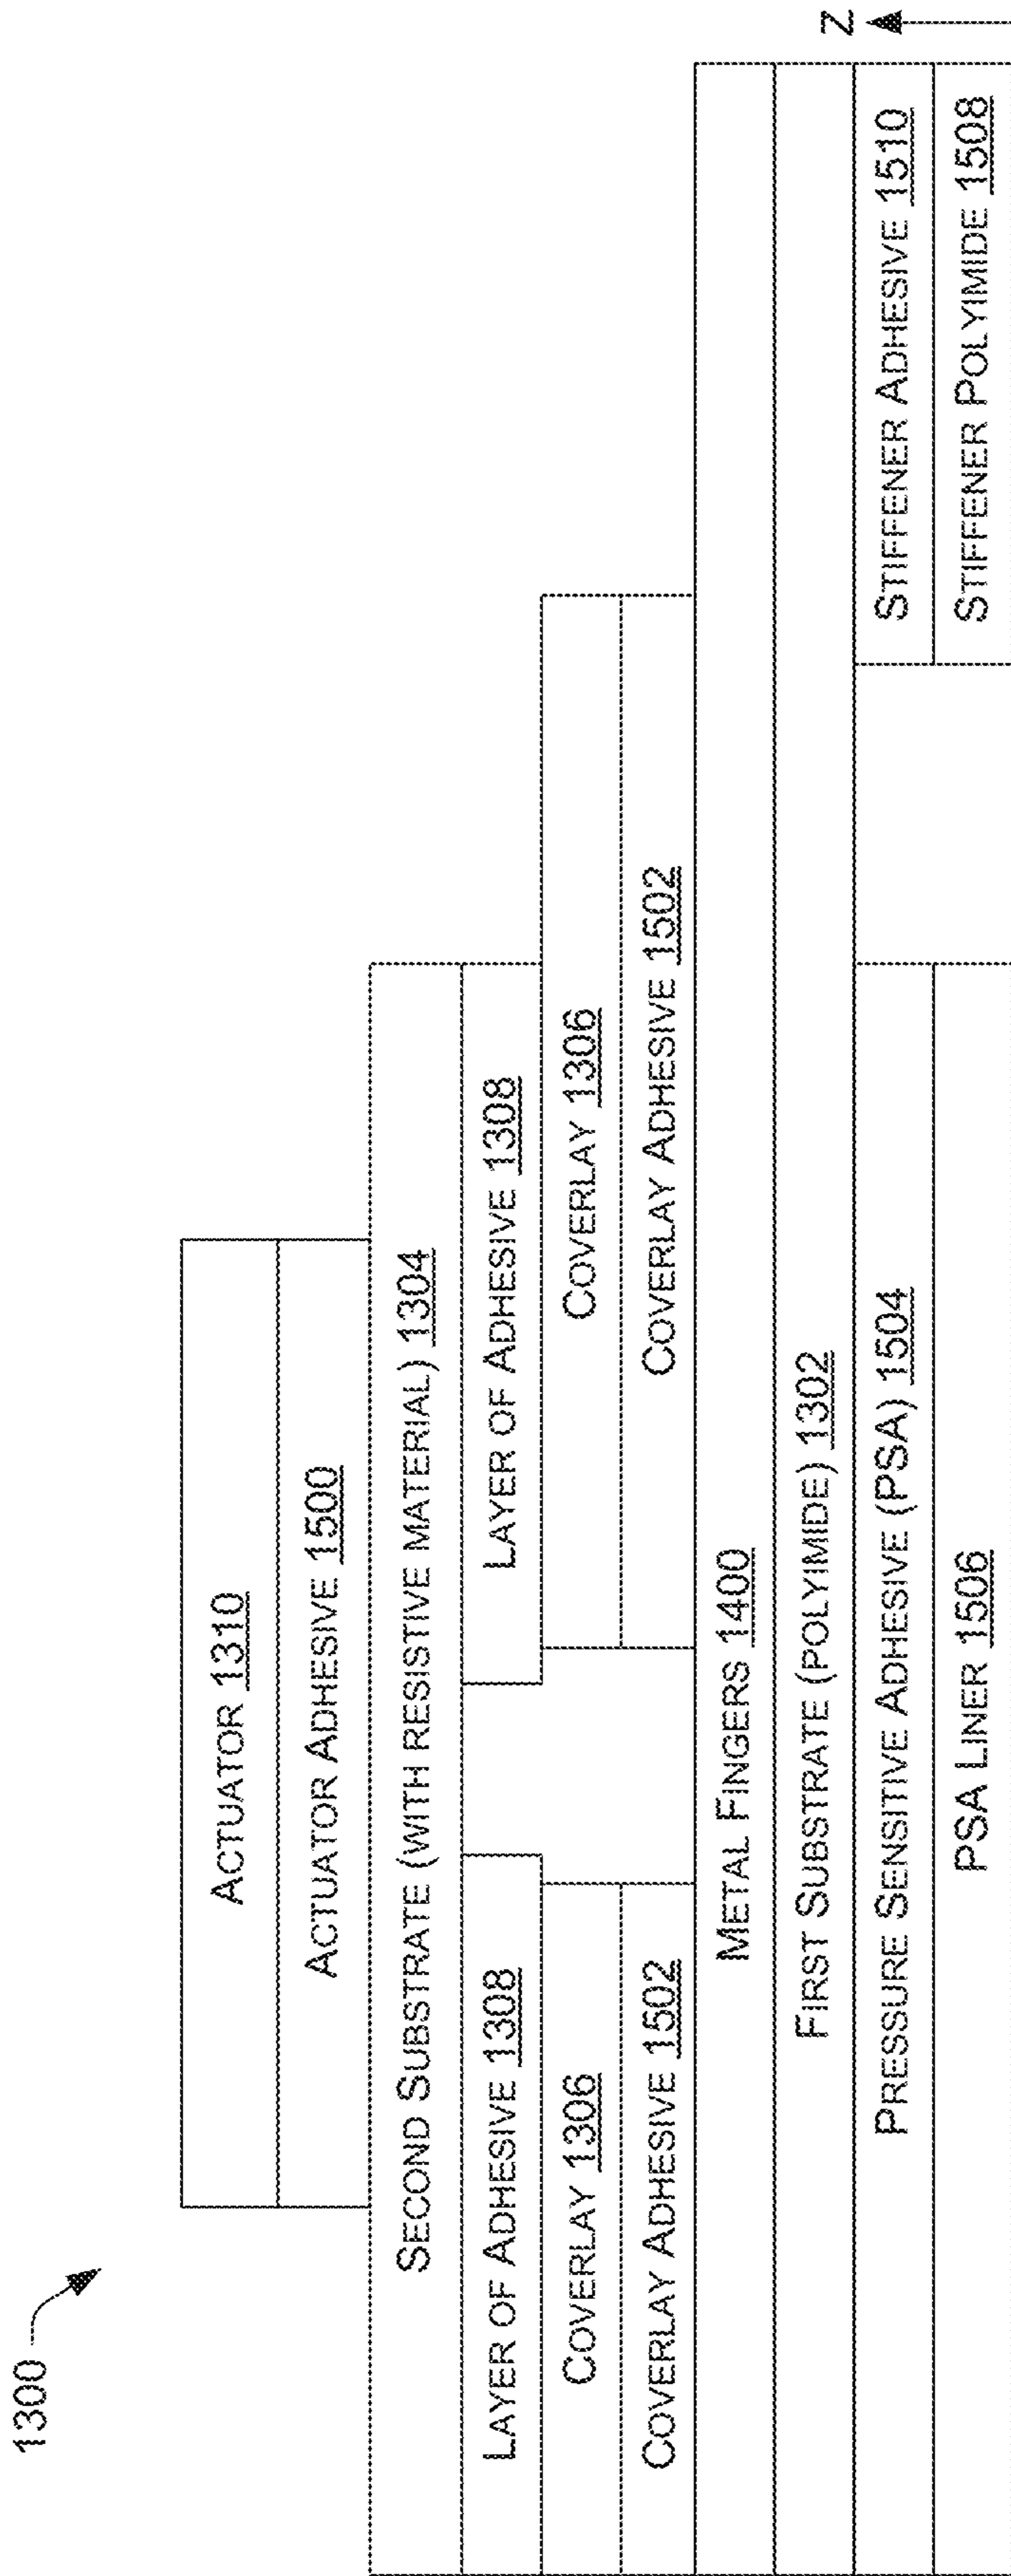 1300
ACTUATOR 1310
ACTUATOR ADHESIVE 1500
SECOND SUBSTRATE (WITH RESISTIVE MATERIAL) 1304
LAYER OF ADHESIVE 1308
LAYER OF ADHESIVE 1308
COVERLAY 1306
COVERLAY 1306
COVERLAY ADHESIVE 1502
COVERLAY ADHESIVE 1502
METAL FINGERS 1400
FIRST SUBSTRATE (POLYIMIDE) 1302
PRESSURE SENSITIVE ADHESIVE (PSA) 1504
STIFFENER ADHESIVE 1510
PSA LINER 1506
STIFFENER POLYIMIDE 1508
Z